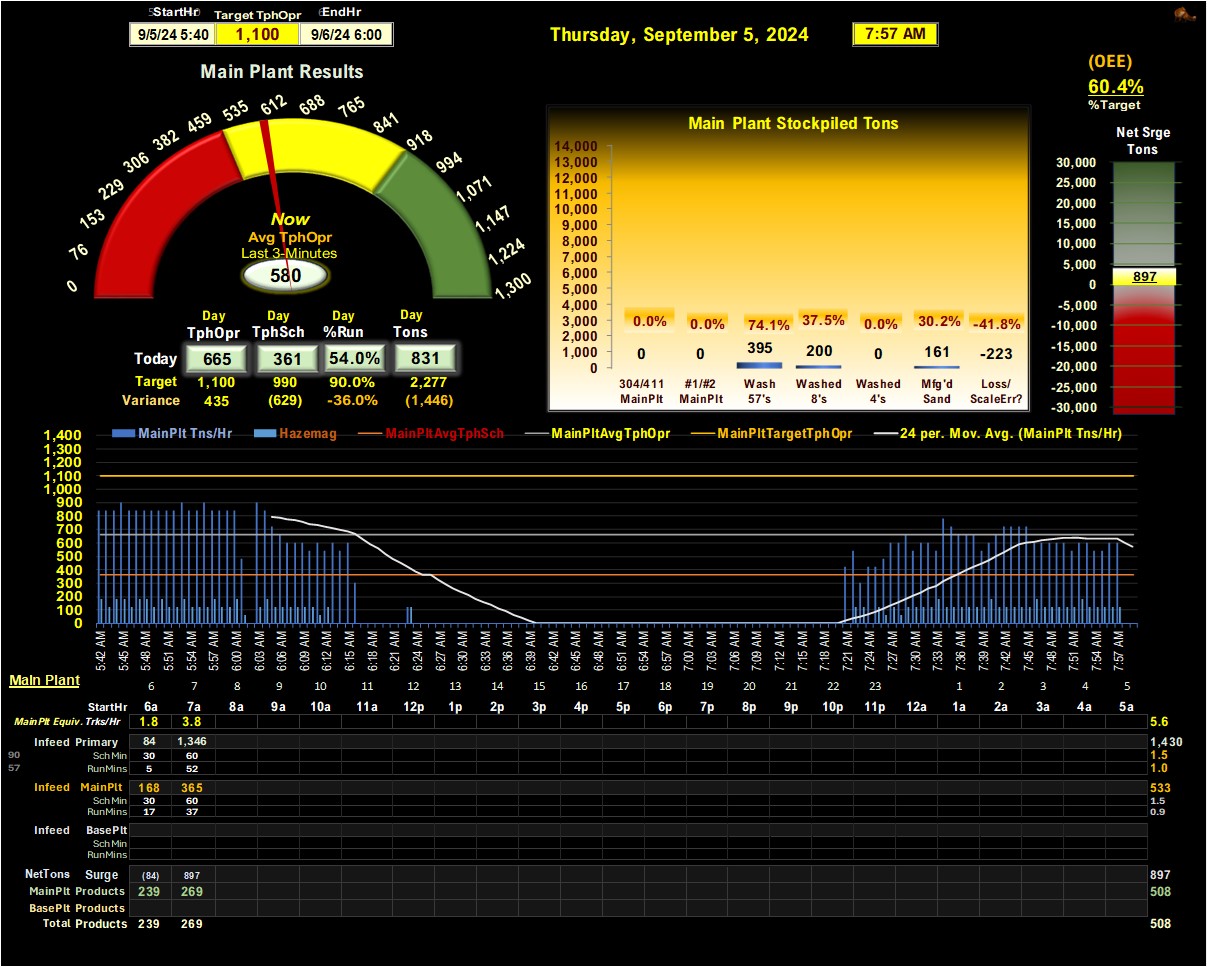 StartHr Target TphOpr EndHr
9/5/24 5:40 1,100 9/6/24 6:00
Thursday, September 5, 2024 7:57 AM
(OEE)
60.4%
%Target
Main Plant Results
0 76 153 229 306 382 459 535 612 688 765 841 918 994 1,071 1,147 1,224 1,300
Now
Avg TphOpr
Last 3-Minutes
580
Day Day Day Day
TphOpr TphSch %Run Tons
Today 665 361 54.0% 831
Target 1,100 990 90.0% 2,277
Variance 435 (629) -36.0% (1,446)
Main Plant Stockpiled Tons
14,000
13,000
12,000
11,000
10,000
9,000
8,000
7,000
6,000
5,000
4,000
3,000
2,000
1,000
0
0.0% 0.0% 74.1% 37.5% 0.0% 30.2% -41.8%
0 0 395 200 0 161 -223
304/411 #1/#2 Wash Washed Washed Mfg'd Loss/
MainPlt MainPlt 57's 8's 4's Sand ScaleErr?
Net Srge
Tons
30,000
25,000
20,000
15,000
10,000
5,000
897
0
-5,000
-10,000
-15,000
-20,000
-25,000
-30,000
MainPlt Tns/Hr Hazemag MainPltAvgTphSch MainPltAvgTphOpr MainPltTargetTphOpr 24 per. Mov. Avg. (MainPlt Tns/Hr)
1,400
1,300
1,200
1,100
1,000
900
800
700
600
500
400
300
200
100
0
5:42 AM 5:45 AM 5:48 AM 5:51 AM 5:54 AM 5:57 AM 6:00 AM 6:03 AM 6:06 AM 6:09 AM 6:12 AM 6:15 AM 6:18 AM 6:21 AM 6:24 AM 6:27 AM 6:30 AM 6:33 AM 6:36 AM 6:39 AM 6:42 AM 6:45 AM 6:48 AM 6:51 AM 6:54 AM 6:57 AM 7:00 AM 7:03 AM 7:06 AM 7:09 AM 7:12 AM 7:15 AM 7:18 AM 7:21 AM 7:24 AM 7:27 AM 7:30 AM 7:33 AM 7:36 AM 7:39 AM 7:42 AM 7:45 AM 7:48 AM 7:51 AM 7:54 AM 7:57 AM
Main Plant
6 7 8 9 10 11 12 13 14 15 16 17 18 19 20 21 22 23 1 2 3 4 5
StartHr 6a 7a 8a 9a 10a 11a 12p 1p 2p 3p 4p 5p 6p 7p 8p 9p 10p 11p 12a 1a 2a 3a 4a 5a
MainPlt Equiv. Trks/Hr 1.8 3.8 5.6
Infeed Primary 84 1,346 1,430
90 Sch Min 30 60 1.5
57 RunMins 5 52 1.0
Infeed MainPlt 168 365 533
Sch Min 30 60 1.5
RunMins 17 37 0.9
Infeed BasePlt
Sch Min
RunMins
NetTons Surge (84) 897 897
MainPlt Products 239 269 508
BasePlt Products
Total Products 239 269 508